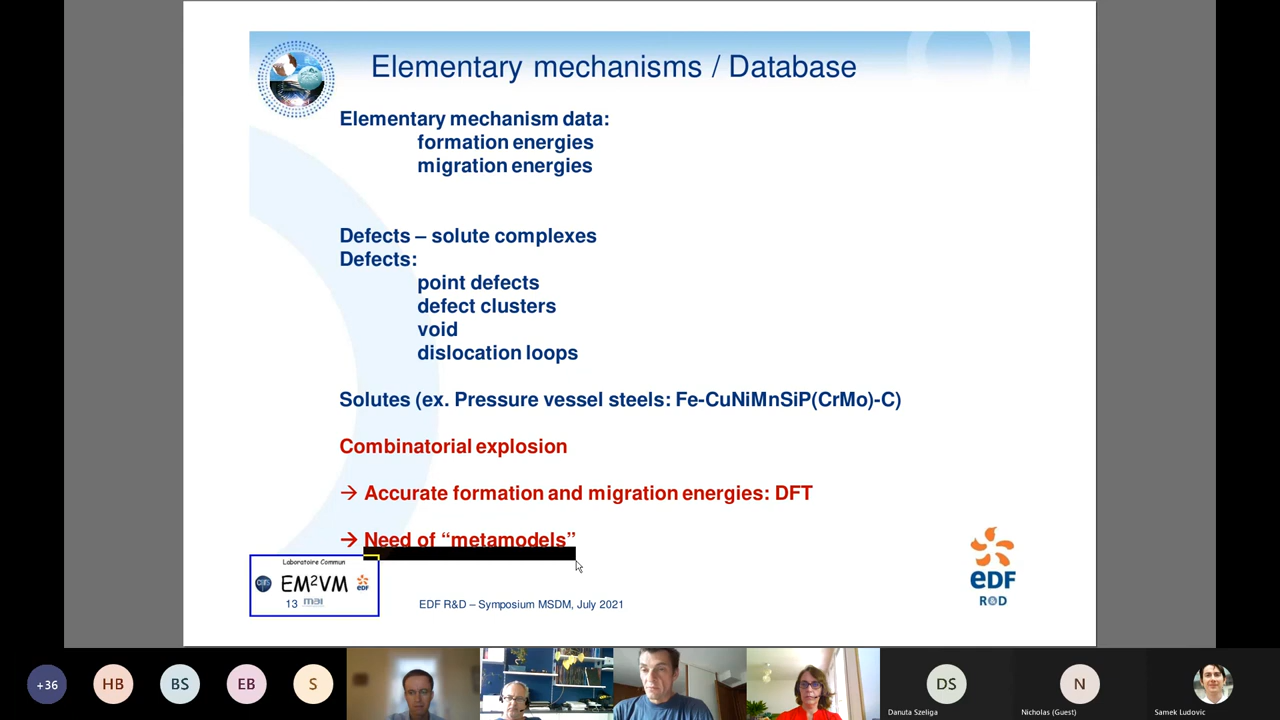 Elementary mechanisms / Database
Elementary mechanism data:
formation energies
migration energies
Defects – solute complexes
Defects:
point defects
defect clusters
void
dislocation loops
Solutes (ex. Pressure vessel steels: Fe-CuNiMnSiP(CrMo)-C)
Combinatorial explosion
→ Accurate formation and migration energies: DFT
→ Need of “metamodels”
Laboratoire Commun
EM²VM
edf
13
mai
EDF R&D – Symposium MSDM, July 2021
edf
R&D
+36
HB
BS
EB
S
DS
N
Danuta Szeliga
Nicholas (Guest)
Samek Ludovic